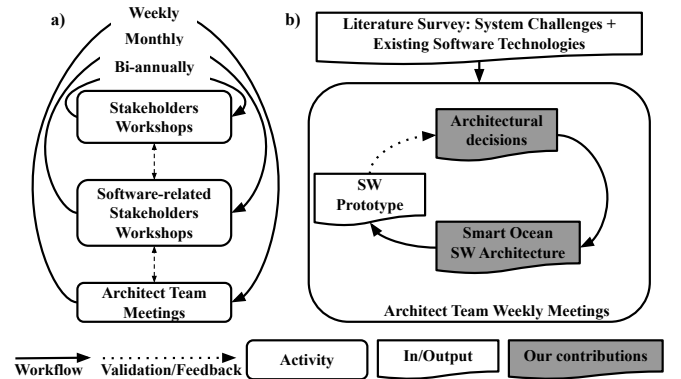 a)
Weekly
Monthly
Bi-annually
Stakeholders
Workshops
Software-related
Stakeholders
Workshops
Architect Team
Meetings
b)
Literature Survey: System Challenges +
Existing Software Technologies
Architectural
decisions
SW
Prototype
Smart Ocean
SW Architecture
Architect Team Weekly Meetings
Workflow
Validation/Feedback
Activity
In/Output
Our contributions